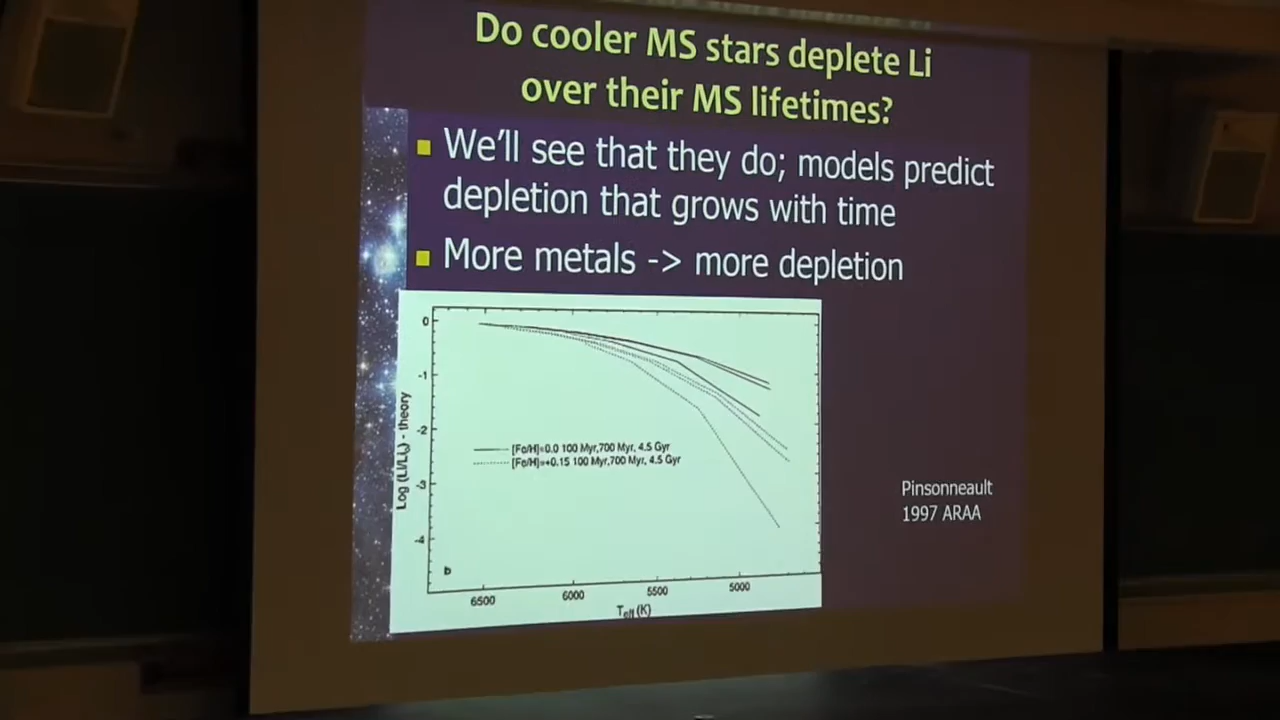 Do cooler MS stars deplete Li
over their MS lifetimes?
We'll see that they do; models predict
depletion that grows with time
More metals -> more depletion
0
-1
-2
-3
-4
Log (Li/Li₀) - theory
[Fe/H]=0.0 100 Myr,700 Myr, 4.5 Gyr
[Fe/H]=+0.15 100 Myr,700 Myr, 4.5 Gyr
b
6500 6000 5500 5000
Teff (K)
Pinsonneault
1997 ARAA